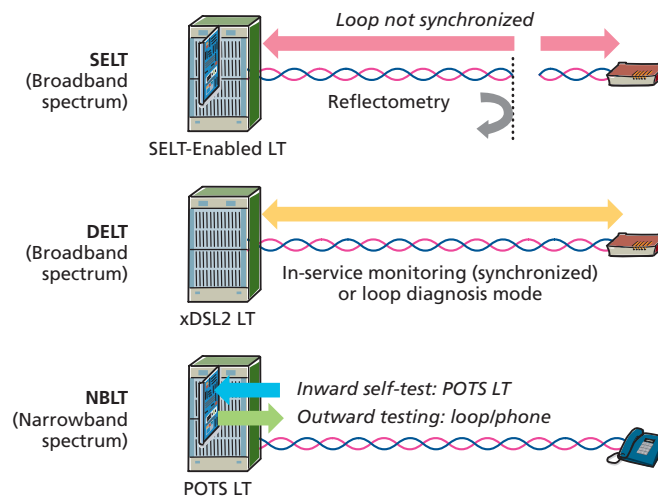 Loop not synchronized
SELT
(Broadband
spectrum)
Reflectometry
SELT-Enabled LT
DELT
(Broadband
spectrum)
In-service monitoring (synchronized)
or loop diagnosis mode
xDSL2 LT
NBLT
(Narrowband
spectrum)
Inward self-test: POTS LT
Outward testing: loop/phone
POTS LT